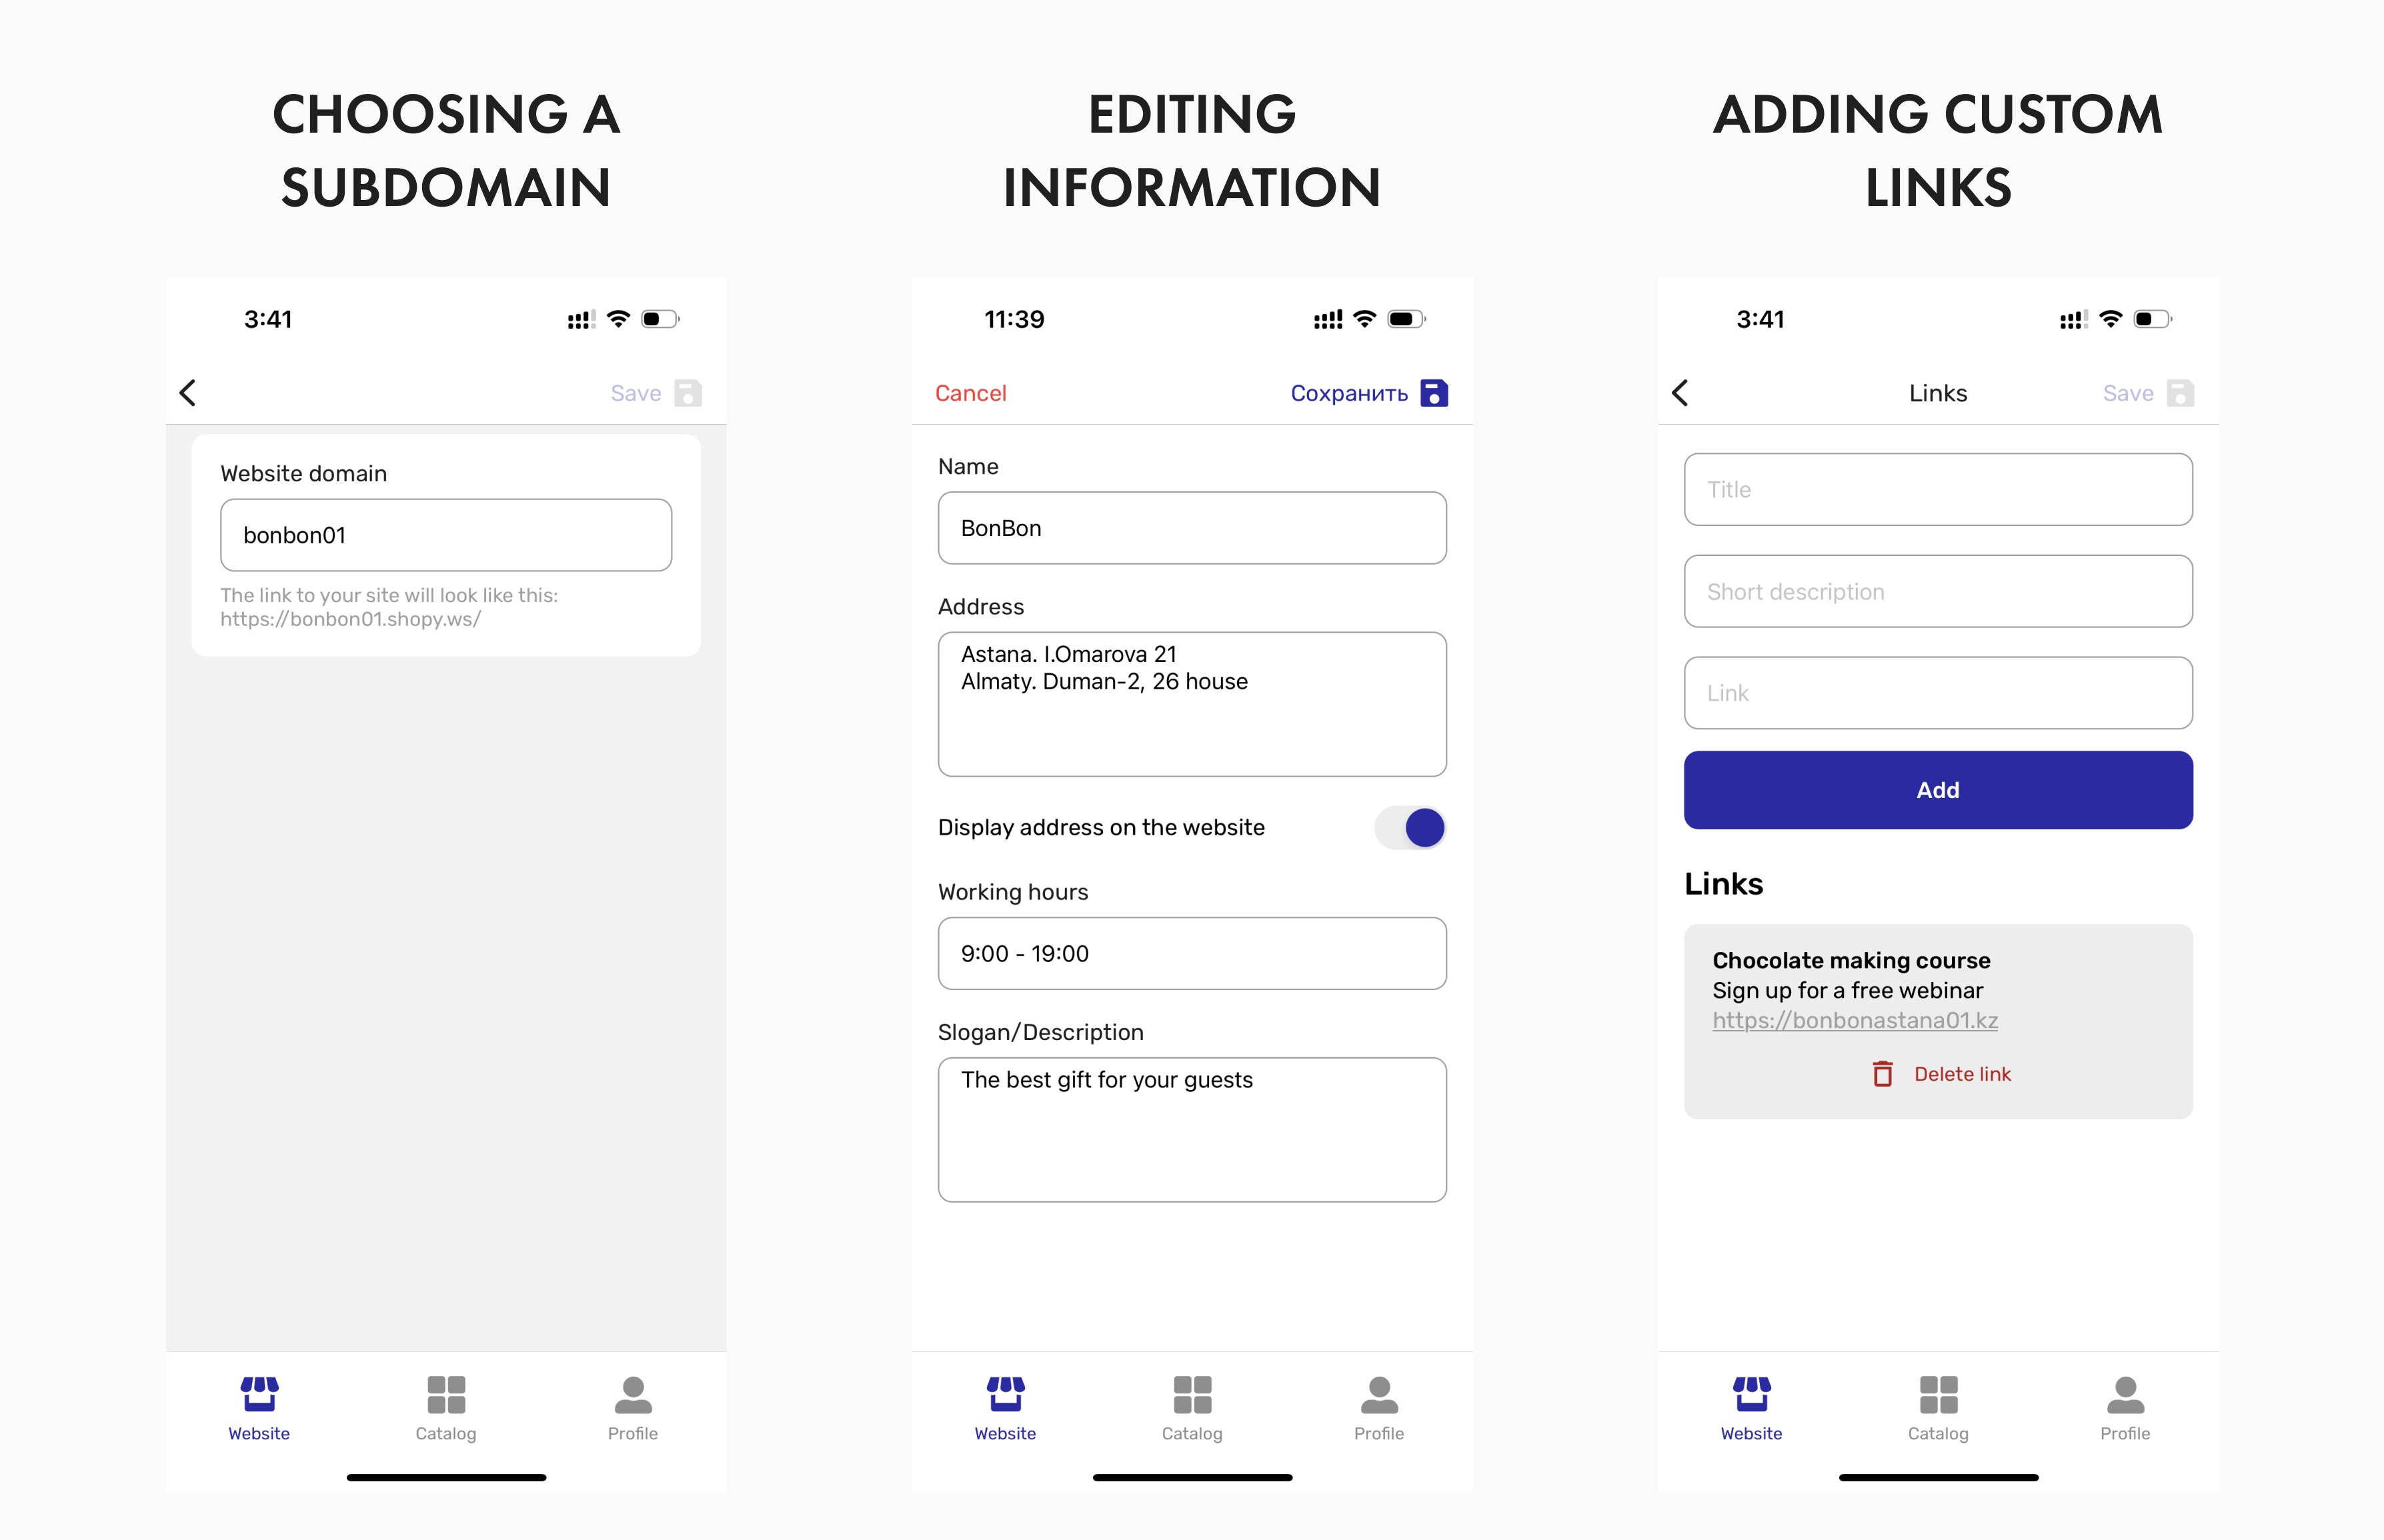 CHOOSING A
SUBDOMAIN
3:41
Save
Website domain
bonbon01
The link to your site will look like this:
https://bonbon01.shopy.ws/
Website
Catalog
Profile
EDITING
INFORMATION
11:39
Cancel
Сохранить
Name
BonBon
Address
Astana. I.Omarova 21
Almaty. Duman-2, 26 house
Display address on the website
Working hours
9:00 - 19:00
Slogan/Description
The best gift for your guests
Website
Catalog
Profile
ADDING CUSTOM
LINKS
3:41
Links
Save
Title
Short description
Link
Add
Links
Chocolate making course
Sign up for a free webinar
https://bonbonastana01.kz
Delete link
Website
Catalog
Profile